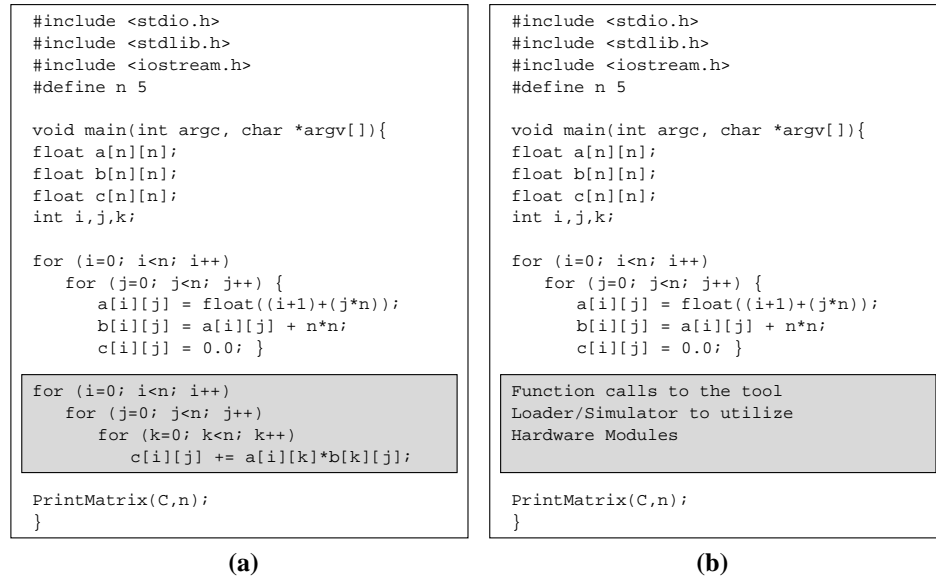 #include <stdio.h>
#include <stdlib.h>
#include <iostream.h>
#define n 5
void main(int argc, char *argv[]){
float a[n][n];
float b[n][n];
float c[n][n];
int i,j,k;
for (i=0; i<n; i++)
for (j=0; j<n; j++) {
a[i][j] = float((i+1)+(j*n));
b[i][j] = a[i][j] + n*n;
c[i][j] = 0.0; }
for (i=0; i<n; i++)
for (j=0; j<n; j++)
for (k=0; k<n; k++)
c[i][j] += a[i][k]*b[k][j];
PrintMatrix(C,n);
}
(a)
#include <stdio.h>
#include <stdlib.h>
#include <iostream.h>
#define n 5
void main(int argc, char *argv[]){
float a[n][n];
float b[n][n];
float c[n][n];
int i,j,k;
for (i=0; i<n; i++)
for (j=0; j<n; j++) {
a[i][j] = float((i+1)+(j*n));
b[i][j] = a[i][j] + n*n;
c[i][j] = 0.0; }
Function calls to the tool
Loader/Simulator to utilize
Hardware Modules
PrintMatrix(C,n);
}
(b)